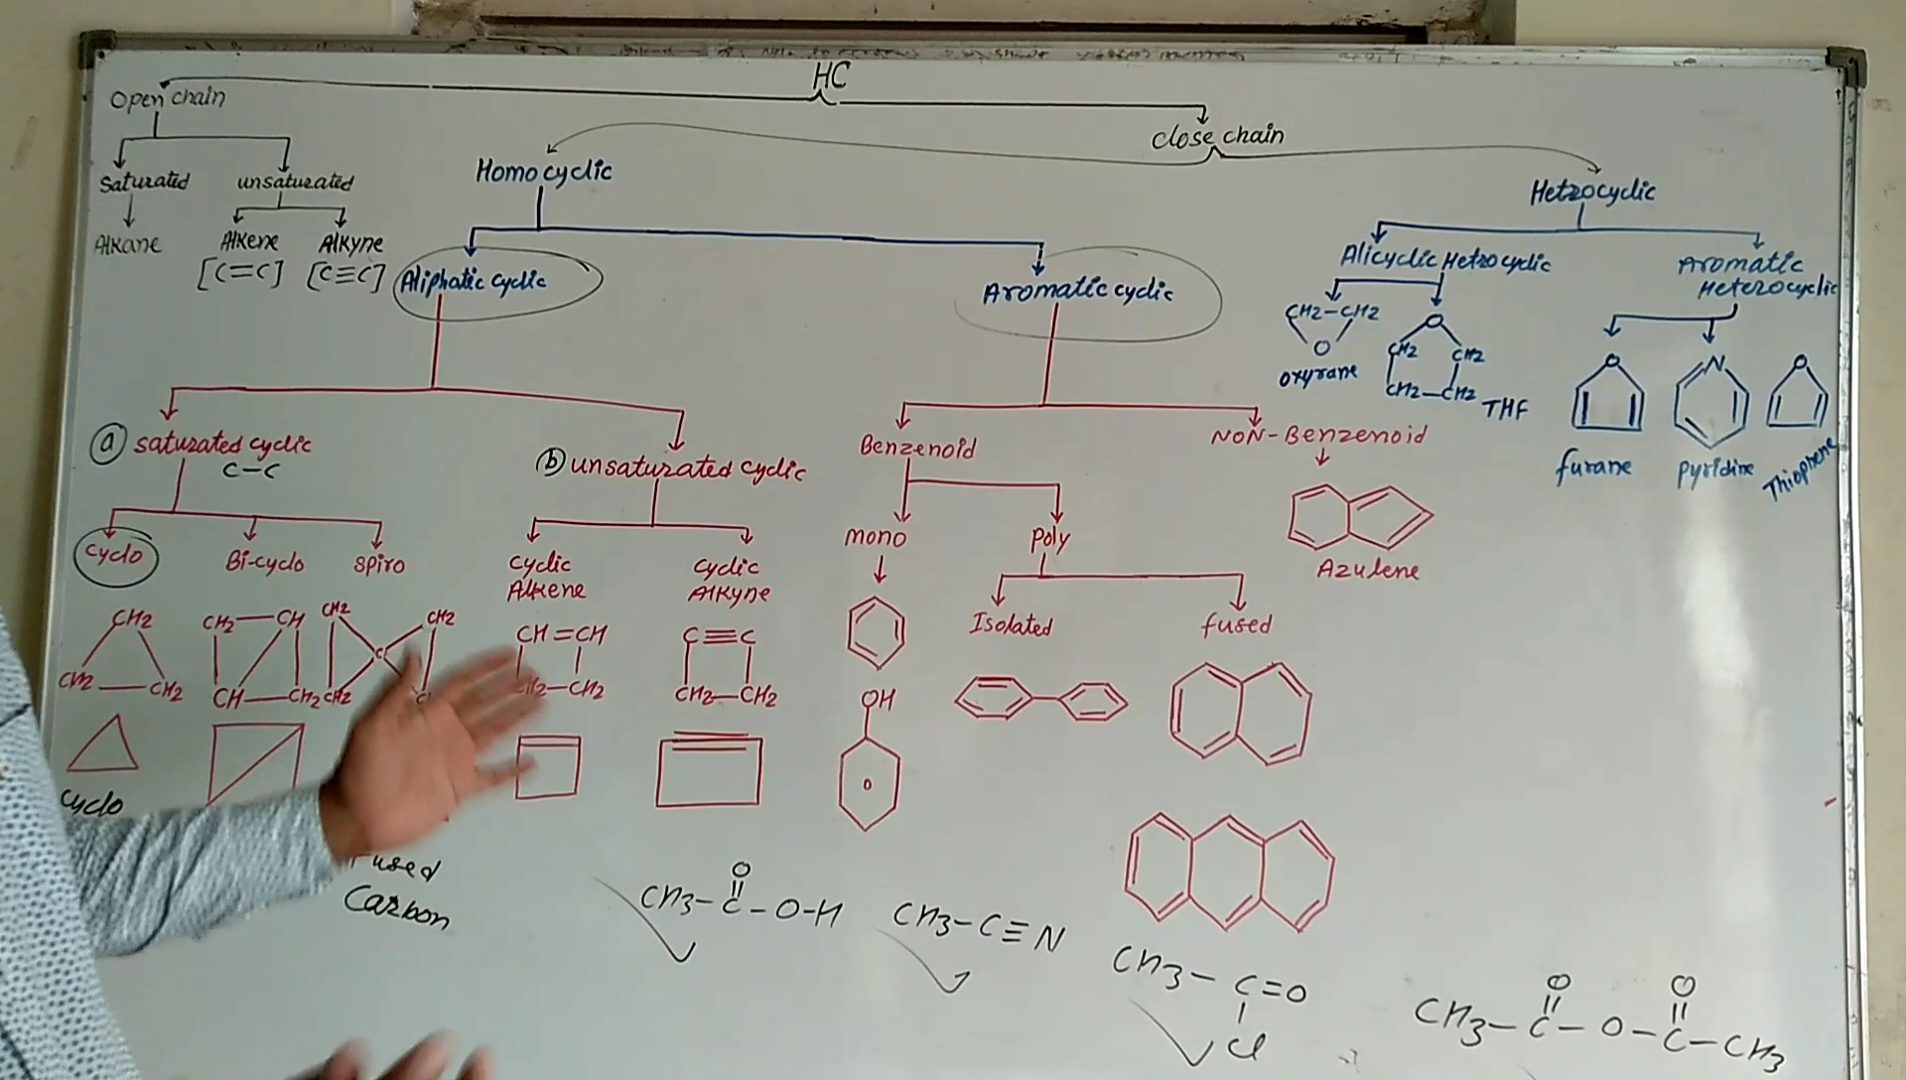 HC
Open chain
close chain
Saturated
unsaturated
Alkane
Alkene
Alkyne
[C=C]
[C≡C]
Homocyclic
Hetrocyclic
Aliphatic cyclic
Aromatic cyclic
Alicyclic Hetrocyclic
Aromatic
Heterocyclic
CH2-CH2
O
oxyrane
O
CH2
CH2
CH2-CH2
THF
O
furane
N
pyridine
O
Thiophene
(a) saturated cyclic
C-C
(b) unsaturated cyclic
Benzenoid
NON-Benzenoid
Azulene
cyclo
Bi-cyclo
spiro
cyclic
Alkene
cyclic
Alkyne
mono
poly
Isolated
fused
CH2
CH2
CH2
CH2-CH
CH-CH2
CH2
CH2
C
CH2
CH=CH
CH2
C≡C
CH2-CH2
OH
cyclo
Carbon
O
CH3-C-O-H
CH3-C≡N
CH3-C=O
Cl
O
O
CH3-C-O-C-CH3